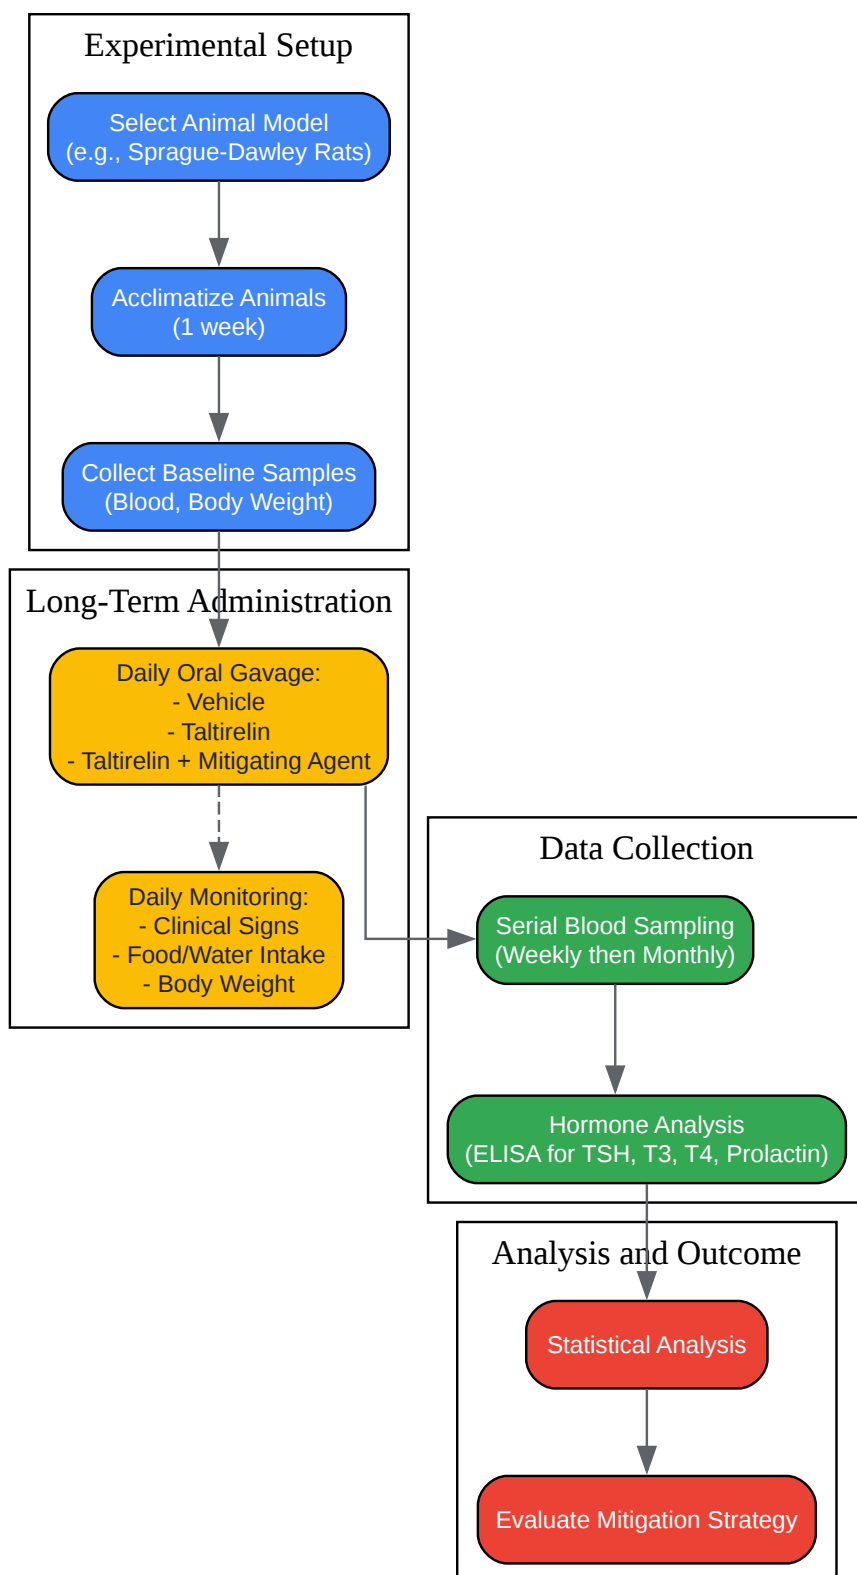 Experimental Setup
Select Animal Model
(e.g., Sprague-Dawley Rats)
Acclimatize Animals
(1 week)
Collect Baseline Samples
(Blood, Body Weight)
Long-Term Administration
Daily Oral Gavage:
- Vehicle
- Taltirelin
- Taltirelin + Mitigating Agent
Daily Monitoring:
- Clinical Signs
- Food/Water Intake
- Body Weight
Data Collection
Serial Blood Sampling
(Weekly then Monthly)
Hormone Analysis
(ELISA for TSH, T3, T4, Prolactin)
Analysis and Outcome
Statistical Analysis
Evaluate Mitigation Strategy